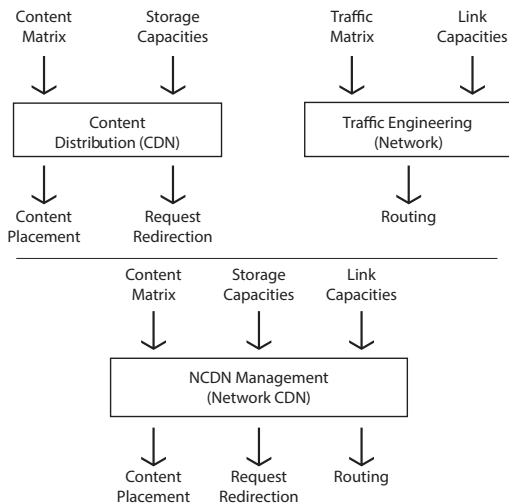 Content Matrix
Storage Capacities
Traffic Matrix
Link Capacities
Content Distribution (CDN)
Traffic Engineering (Network)
Content Placement
Request Redirection
Routing
Content Matrix
Storage Capacities
Link Capacities
NCDN Management (Network CDN)
Content Placement
Request Redirection
Routing